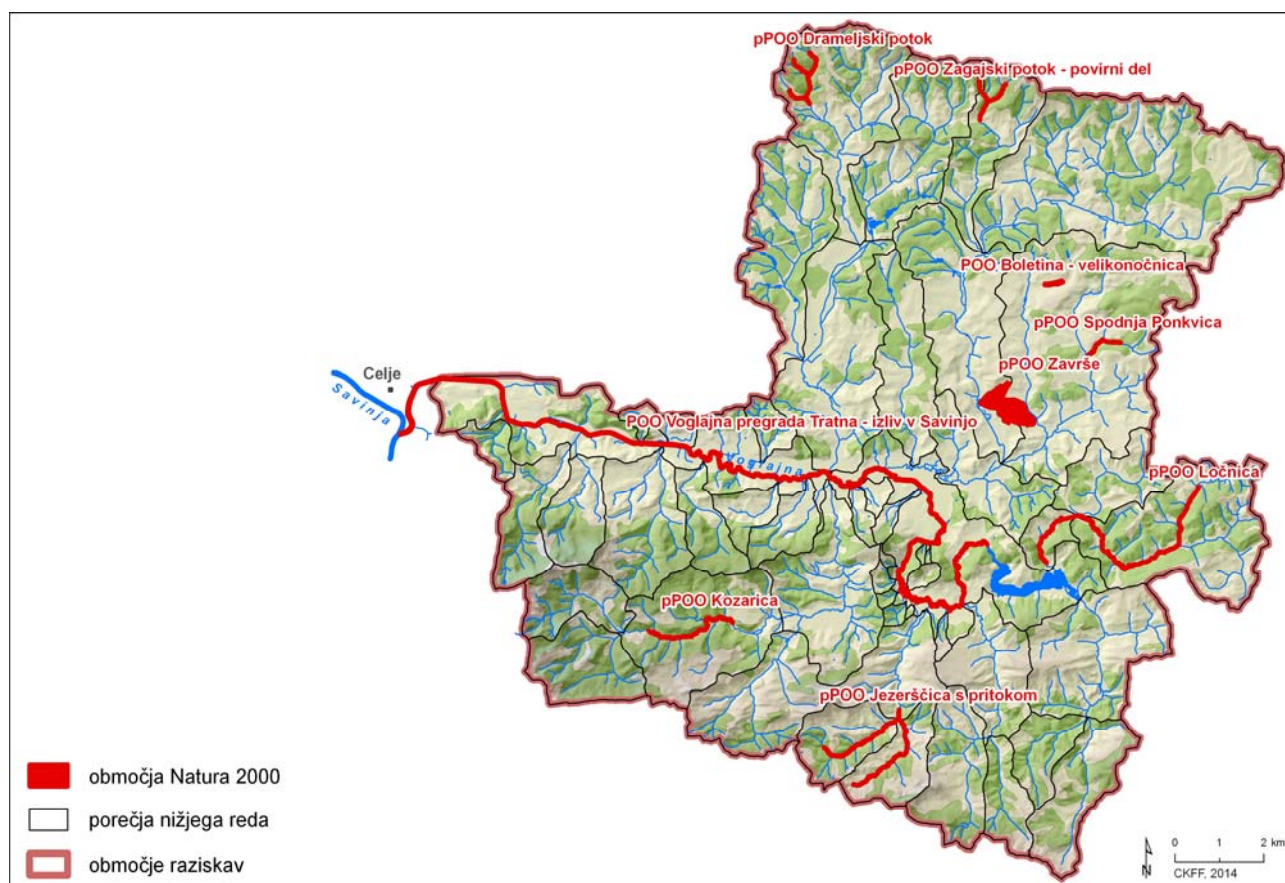 pPOO Drameljski potok
pPOO Zagajski potok - povirni del
POO Boletina - velikonočnica
pPOO Spodnja Ponkvica
pPOO Završe
Celje
Savinja
POO Voglajna pregrada Tratna - izliv v Savinjo
Voglajna
pPOO Ločnica
pPOO Kozarica
pPOO Jezerščica s pritokom
območja Natura 2000
porečja nižjega reda
območje raziskav
0 1 2 km
CKFF, 2014